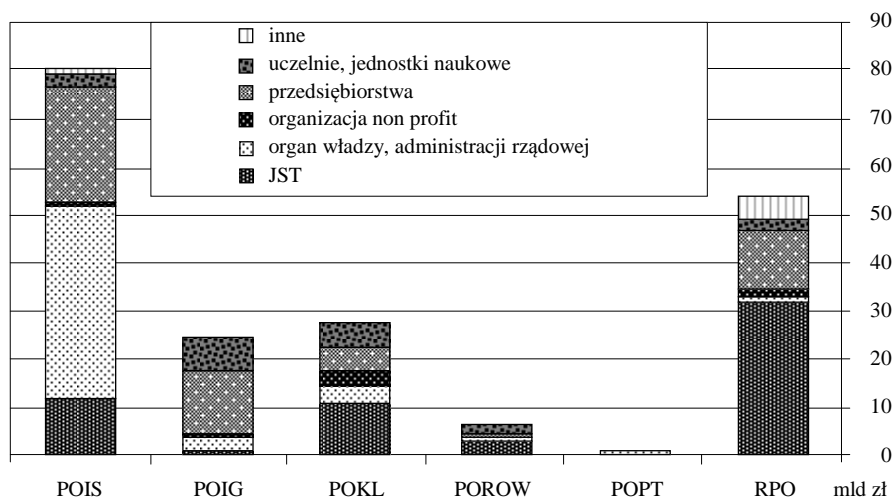 inne
uczelnie, jednostki naukowe
przedsiębiorstwa
organizacja non profit
organ władzy, administracji rządowej
JST
90
80
70
60
50
40
30
20
10
0
POIS POIG POKL POROW POPT RPO mld zł